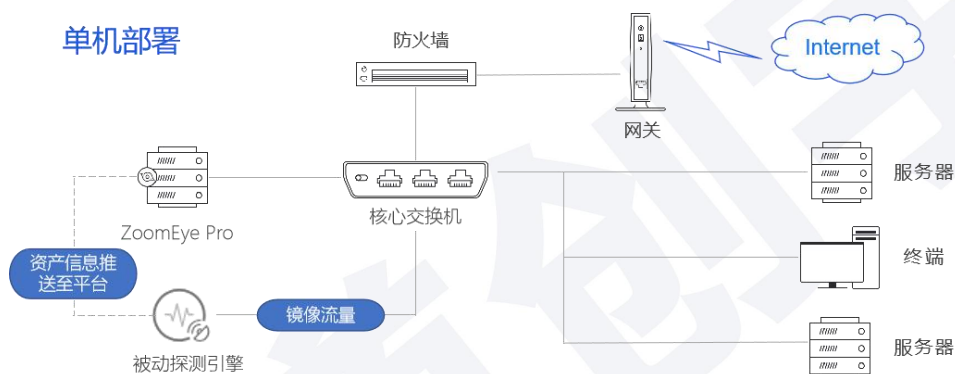 单机部署
防火墙
Internet
网关
服务器
核心交换机
ZoomEye Pro
终端
资产信息推
送至平台
镜像流量
被动探测引擎
服务器